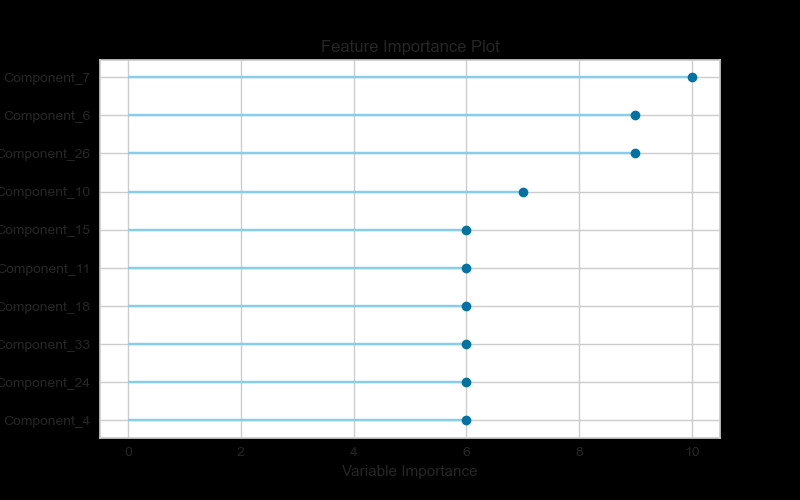 Feature Importance Plot
Component_7
Component_6
Component_26
Component_10
Component_15
Component_11
Component_18
Component_33
Component_24
Component_4
0 2 4 6 8 10
Variable Importance